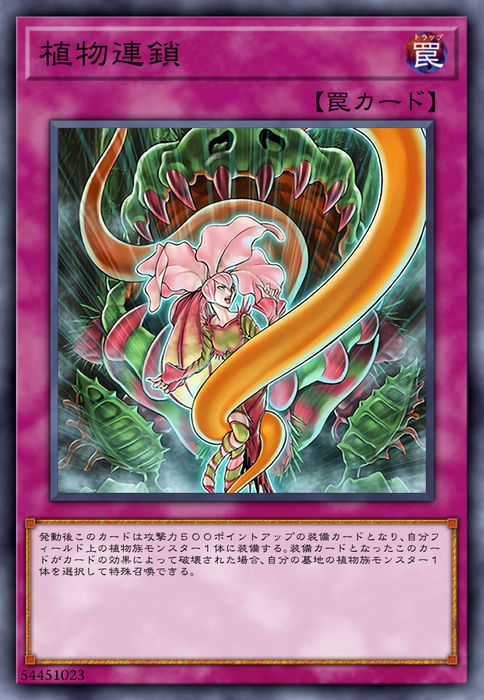 植物連鎖
トラップ
罠
【罠カード】
発動後このカードは攻撃力５００ポイントアップの装備カードとなり、自分フ
ィールド上の植物族モンスター１体に装備する。装備カードとなったこのカー
ドがカードの効果によって破壊された場合、自分の墓地の植物族モンスター１
体を選択して特殊召喚できる。
54451023